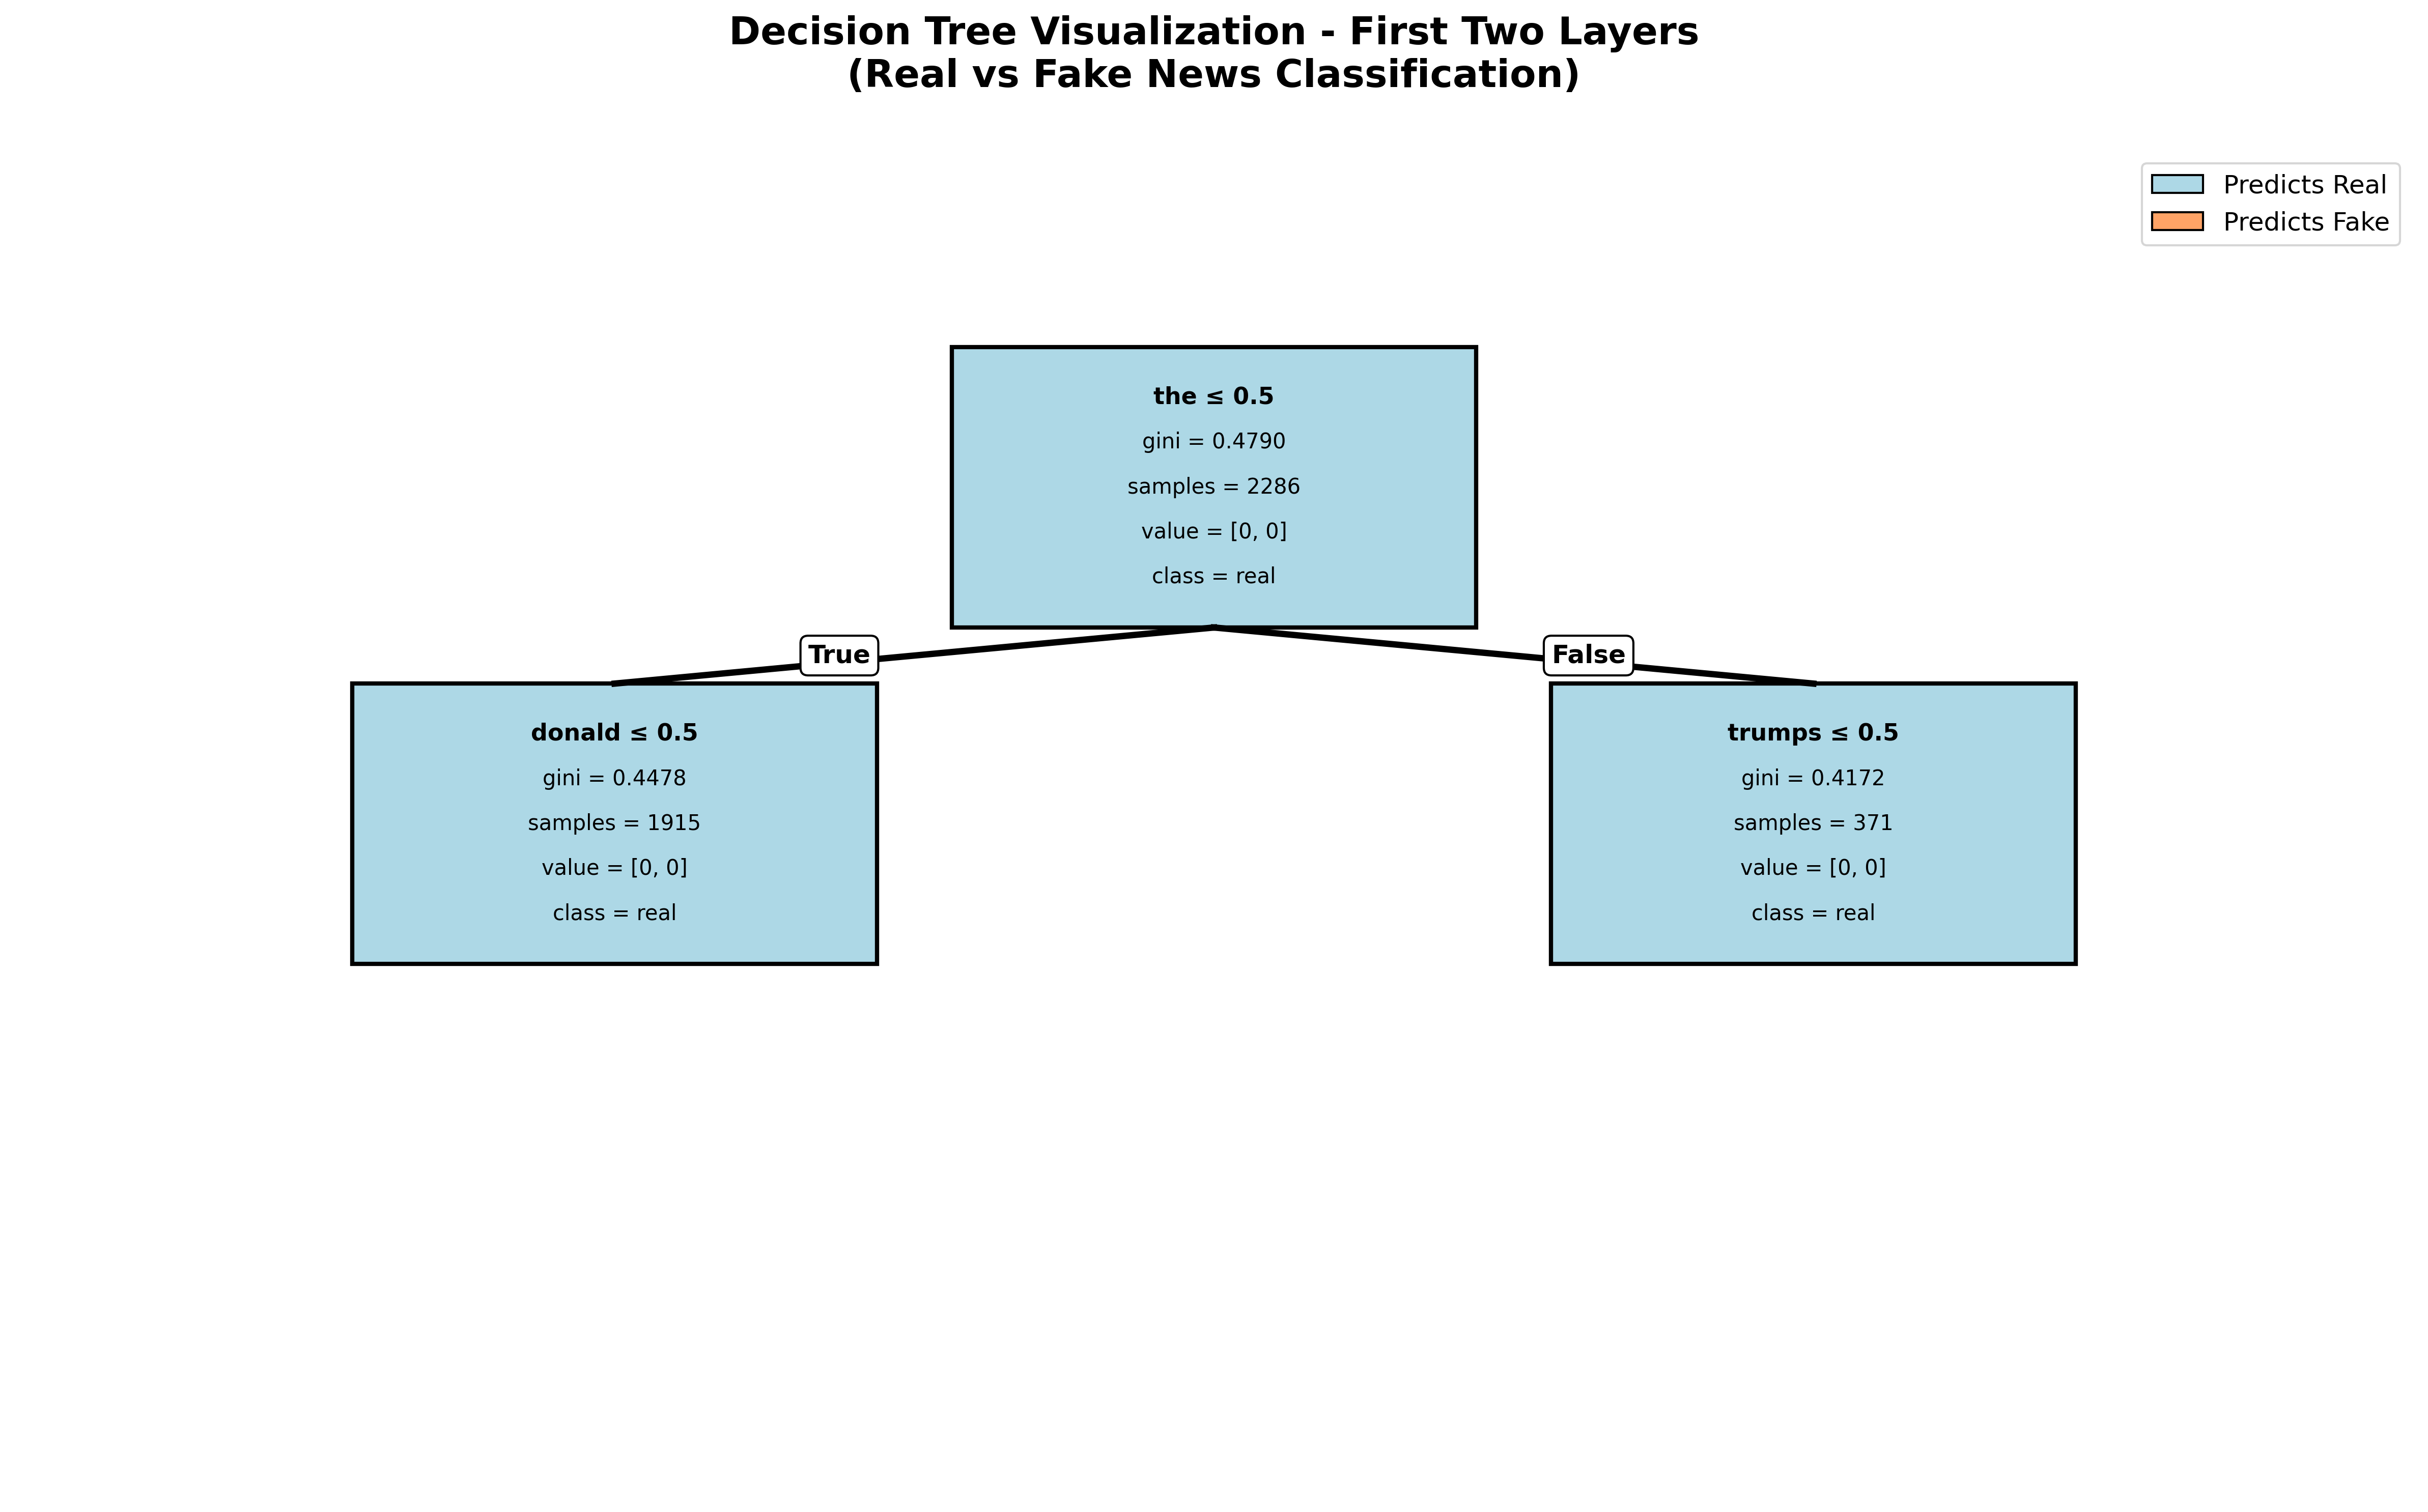 Decision Tree Visualization - First Two Layers
(Real vs Fake News Classification)
Predicts Real
Predicts Fake
the ≤ 0.5
gini = 0.4790
samples = 2286
value = [0, 0]
class = real
True
False
donald ≤ 0.5
gini = 0.4478
samples = 1915
value = [0, 0]
class = real
trumps ≤ 0.5
gini = 0.4172
samples = 371
value = [0, 0]
class = real